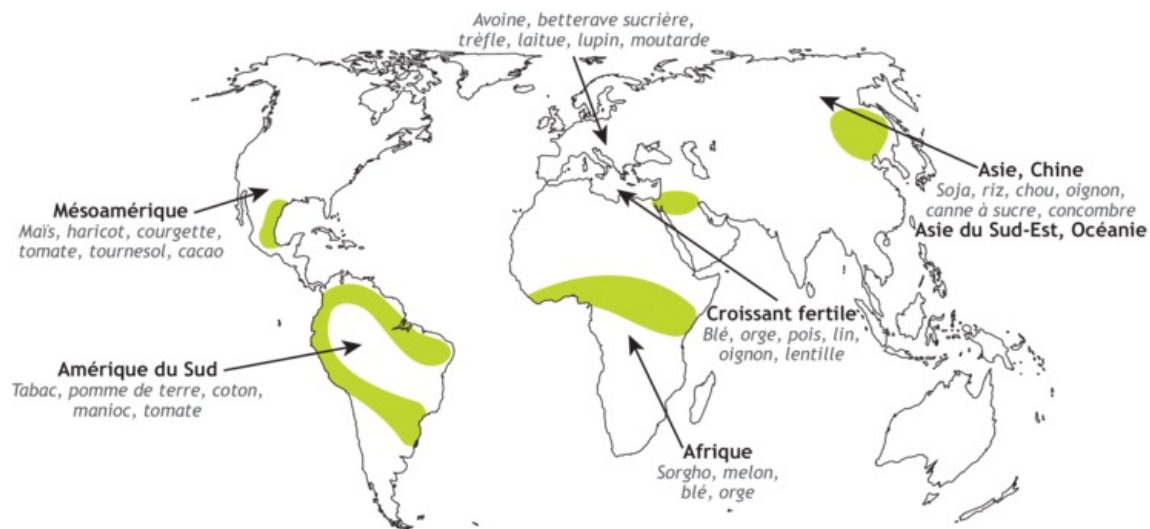 Avoine, betterave sucrière,
trèfle, laitue, lupin, moutarde
Mésoamérique
Maïs, haricot, courgette,
tomate, tournesol, cacao
Asie, Chine
Soja, riz, chou, oignon,
canne à sucre, concombre
Asie du Sud-Est, Océanie
Croissant fertile
Blé, orge, pois, lin,
oignon, lentille
Amérique du Sud
Tabac, pomme de terre, coton,
manioc, tomate
Afrique
Sorgho, melon,
blé, orge